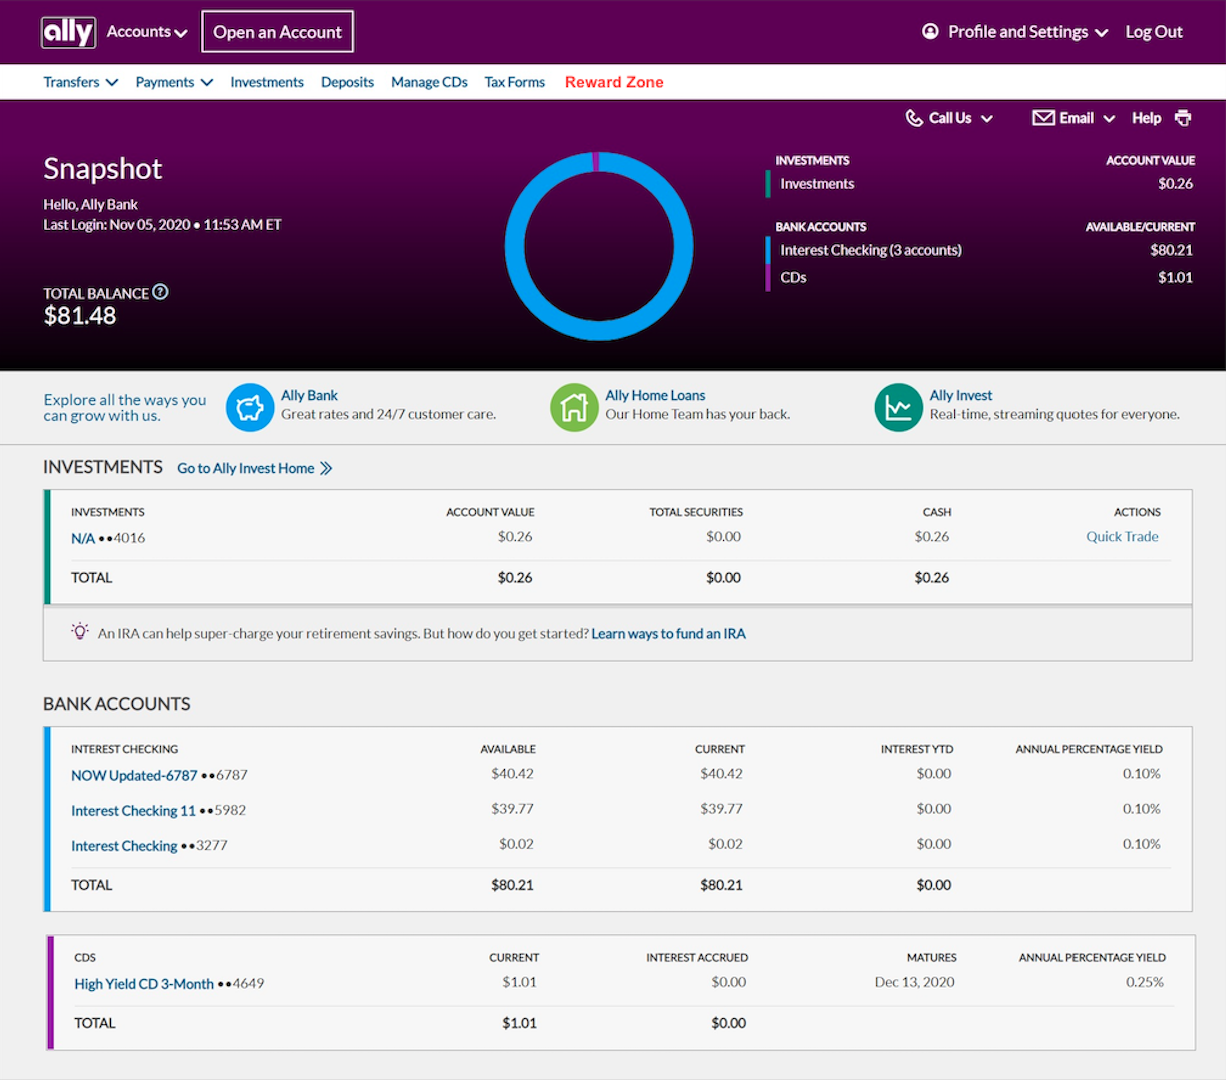 ally Accounts Open an Account Profile and Settings Log Out
Transfers Payments Investments Deposits Manage CDs Tax Forms Reward Zone
Call Us Email Help
Snapshot
Hello, Ally Bank
Last Login: Nov 05, 2020 • 11:53 AM ET
TOTAL BALANCE ?
$81.48
INVESTMENTS ACCOUNT VALUE
Investments $0.26
BANK ACCOUNTS AVAILABLE/CURRENT
Interest Checking (3 accounts) $80.21
CDs $1.01
Explore all the ways you
can grow with us.
Ally Bank
Great rates and 24/7 customer care.
Ally Home Loans
Our Home Team has your back.
Ally Invest
Real-time, streaming quotes for everyone.
INVESTMENTS Go to Ally Invest Home
INVESTMENTS ACCOUNT VALUE TOTAL SECURITIES CASH ACTIONS
N/A ••4016 $0.26 $0.00 $0.26 Quick Trade
TOTAL $0.26 $0.00 $0.26
An IRA can help super-charge your retirement savings. But how do you get started? Learn ways to fund an IRA
BANK ACCOUNTS
INTEREST CHECKING AVAILABLE CURRENT INTEREST YTD ANNUAL PERCENTAGE YIELD
NOW Updated-6787 ••6787 $40.42 $40.42 $0.00 0.10%
Interest Checking 11 ••5982 $39.77 $39.77 $0.00 0.10%
Interest Checking ••3277 $0.02 $0.02 $0.00 0.10%
TOTAL $80.21 $80.21 $0.00
CDS CURRENT INTEREST ACCRUED MATURES ANNUAL PERCENTAGE YIELD
High Yield CD 3-Month ••4649 $1.01 $0.00 Dec 13, 2020 0.25%
TOTAL $1.01 $0.00